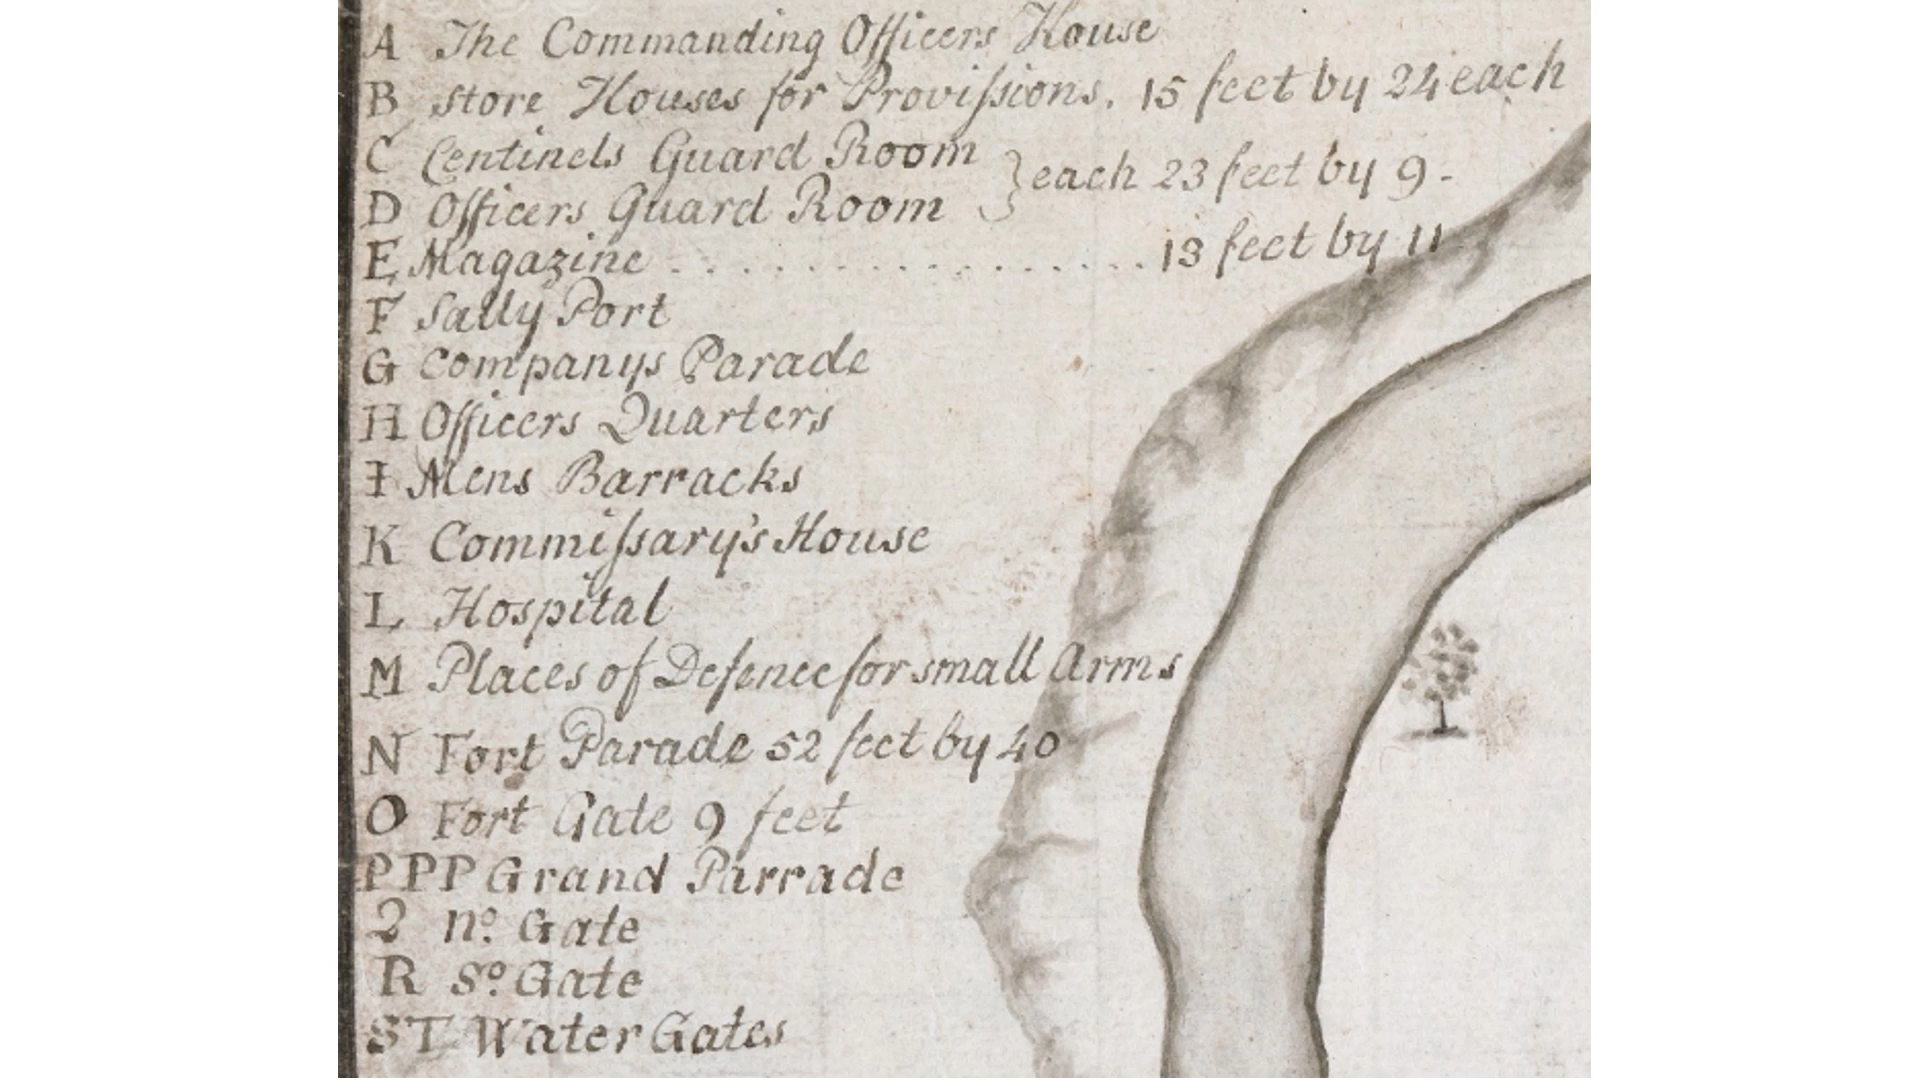 A The Commanding Officers House
B Store Houses for Proviſsions. 15 feet by 24 each
C Centinels Guard Room
D Officers Guard Room } each 23 feet by 9 -
E Magazine . . . . . . . . . . . . . . . . . 13 feet by 11
F Sally Port
G Companys Parade
H Officers Quarters
I Mens Barracks
K Commiſsary's House
L Hospital
M Places of Defence for small Arms
N Fort Parade 52 feet by 40
O Fort Gate 9 feet
PPP Grand Parrade
Q No. Gate
R So. Gate
ST Water Gates